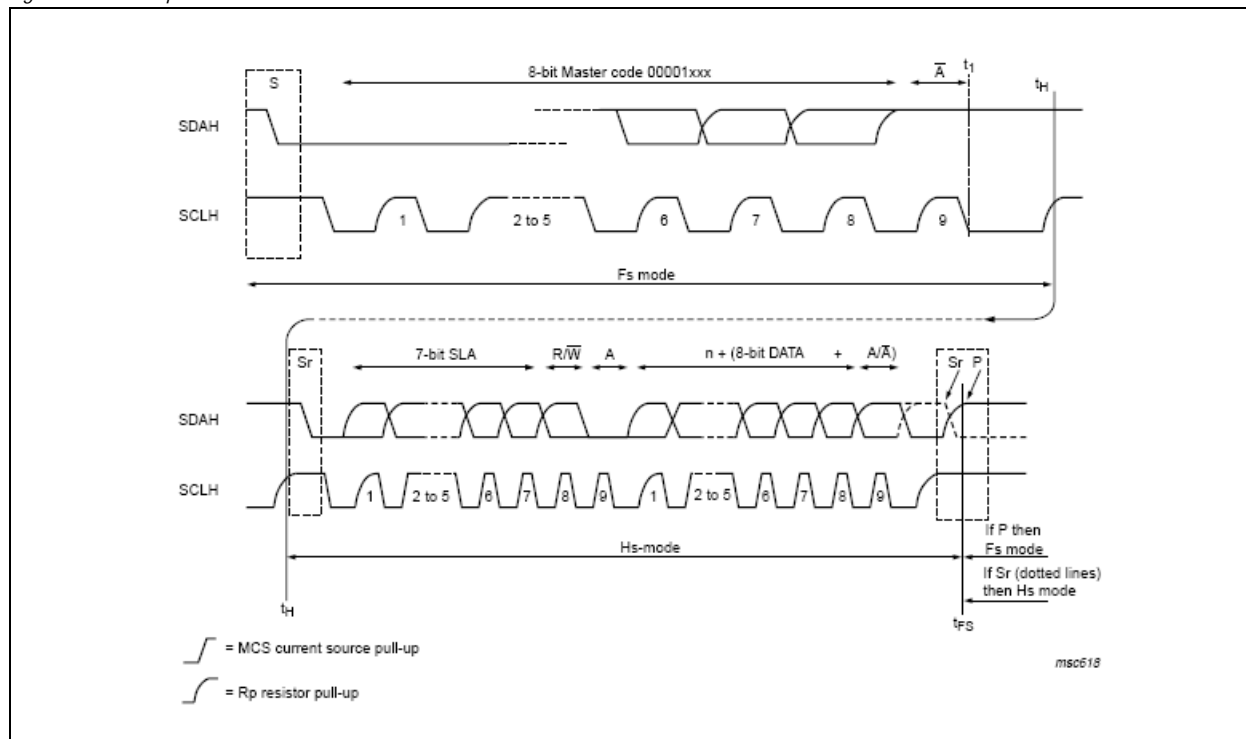 8-bit Master code 00001xxx
A̅
t1
S
tH
SDAH
SCLH
1
2 to 5
6
7
8
9
Fs mode
7-bit SLA
R/W̅
A
n + (8-bit DATA
+
A/A̅)
Sr
Sr P
SDAH
SCLH
1
2 to 5
6
7
8
9
1
2 to 5
6
7
8
9
If P then
Fs mode
Hs-mode
If Sr (dotted lines)
then Hs mode
tH
tFS
= MCS current source pull-up
msc618
= Rp resistor pull-up